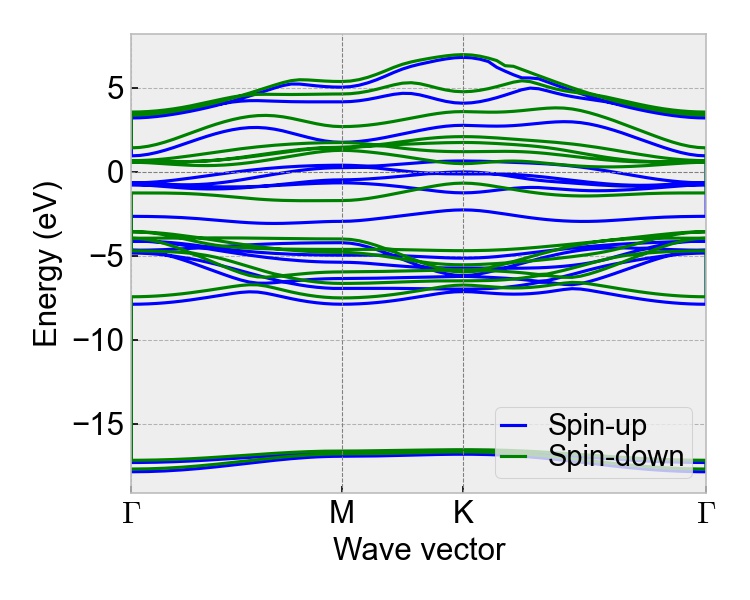 5
0
−5
−10
−15
Energy (eV)
Spin-up
Spin-down
Γ M K Γ
Wave vector